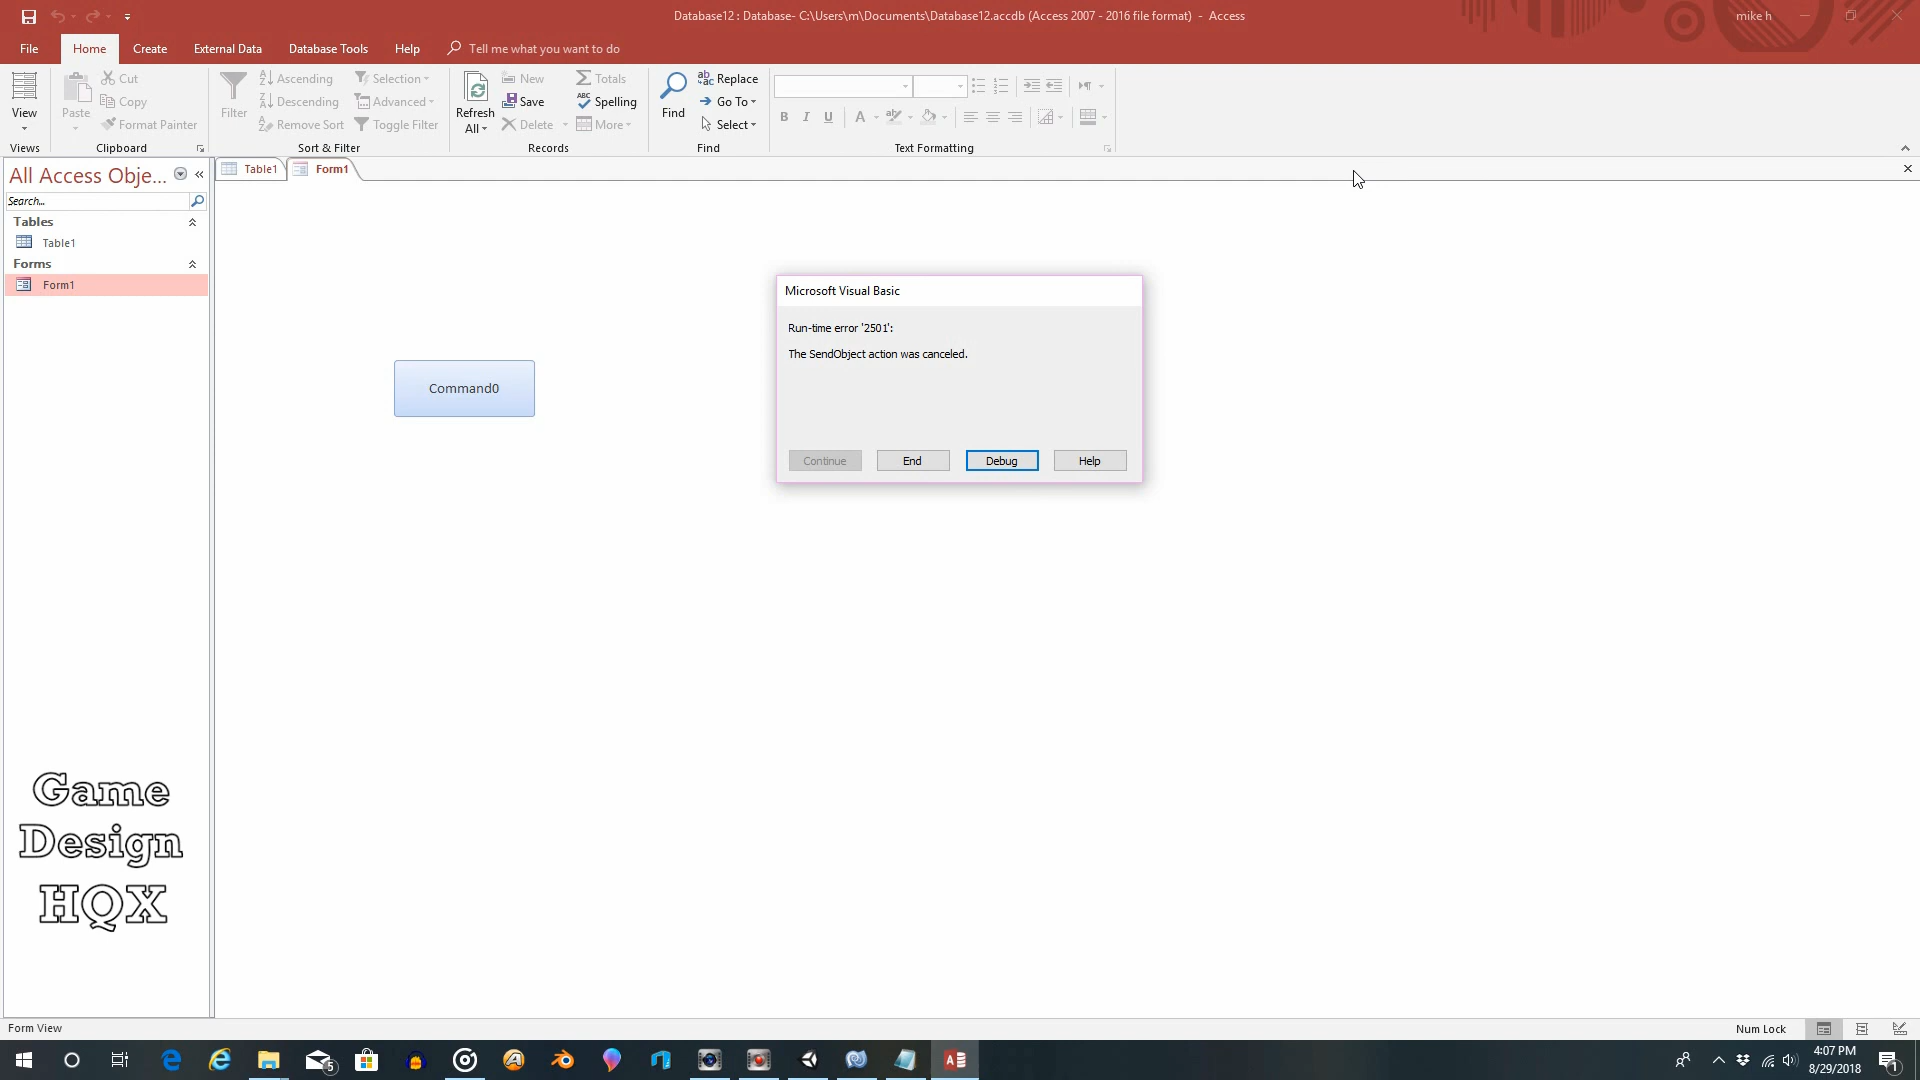 Database12 : Database- C:\Users\m\Documents\Database12.accdb (Access 2007 - 2016 file format) - Access
mike h
File Home Create External Data Database Tools Help Tell me what you want to do
View
Views
Paste
Cut
Copy
Format Painter
Clipboard
Filter
Ascending
Descending
Remove Sort
Selection
Advanced
Toggle Filter
Sort & Filter
Refresh
All
New
Save
Delete
Totals
Spelling
More
Records
Find
Replace
Go To
Select
Find
B I U A
Text Formatting
All Access Obje... «
Search...
Tables
Table1
Forms
Form1
Table1 Form1
Command0
Microsoft Visual Basic
Run-time error '2501':
The SendObject action was canceled.
Continue End Debug Help
Game
Design
HQX
Form View
Num Lock
5
4:07 PM
8/29/2018
1